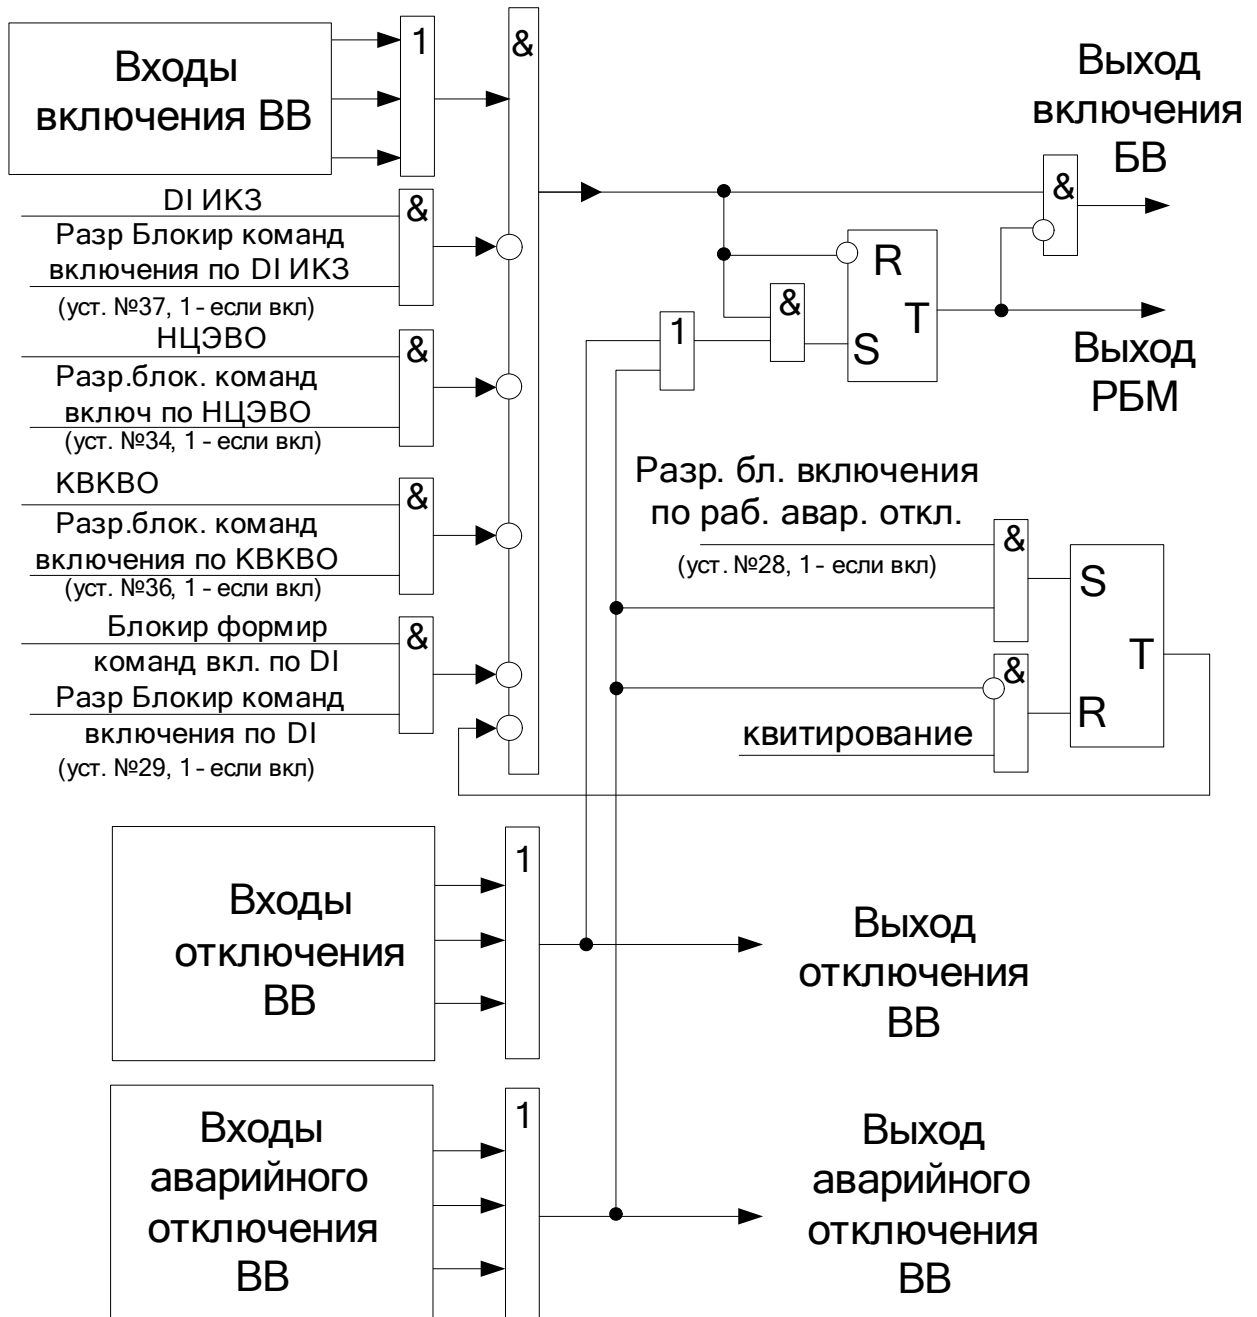 Входы
включения ВВ
1
&
DI ИКЗ
Разр Блокир команд
включения по DI ИКЗ
(уст. №37, 1- если вкл)
&
НЦЭВО
Разр.блок. команд
включ по НЦЭВО
(уст. №34, 1 - если вкл)
&
КВКВО
Разр.блок. команд
включения по КВКВО
(уст. №36, 1 - если вкл)
&
Блокир формир
команд вкл. по DI
Разр Блокир команд
включения по DI
(уст. №29, 1- если вкл)
&
Выход
включения
БВ
&
R
S
T
&
1
Выход
РБМ
Разр. бл. включения
по раб. авар. откл.
(уст. №28, 1- если вкл)
&
S
T
R
&
квитирование
Входы
отключения
ВВ
1
Выход
отключения
ВВ
Входы
аварийного
отключения
ВВ
1
Выход
аварийного
отключения
ВВ